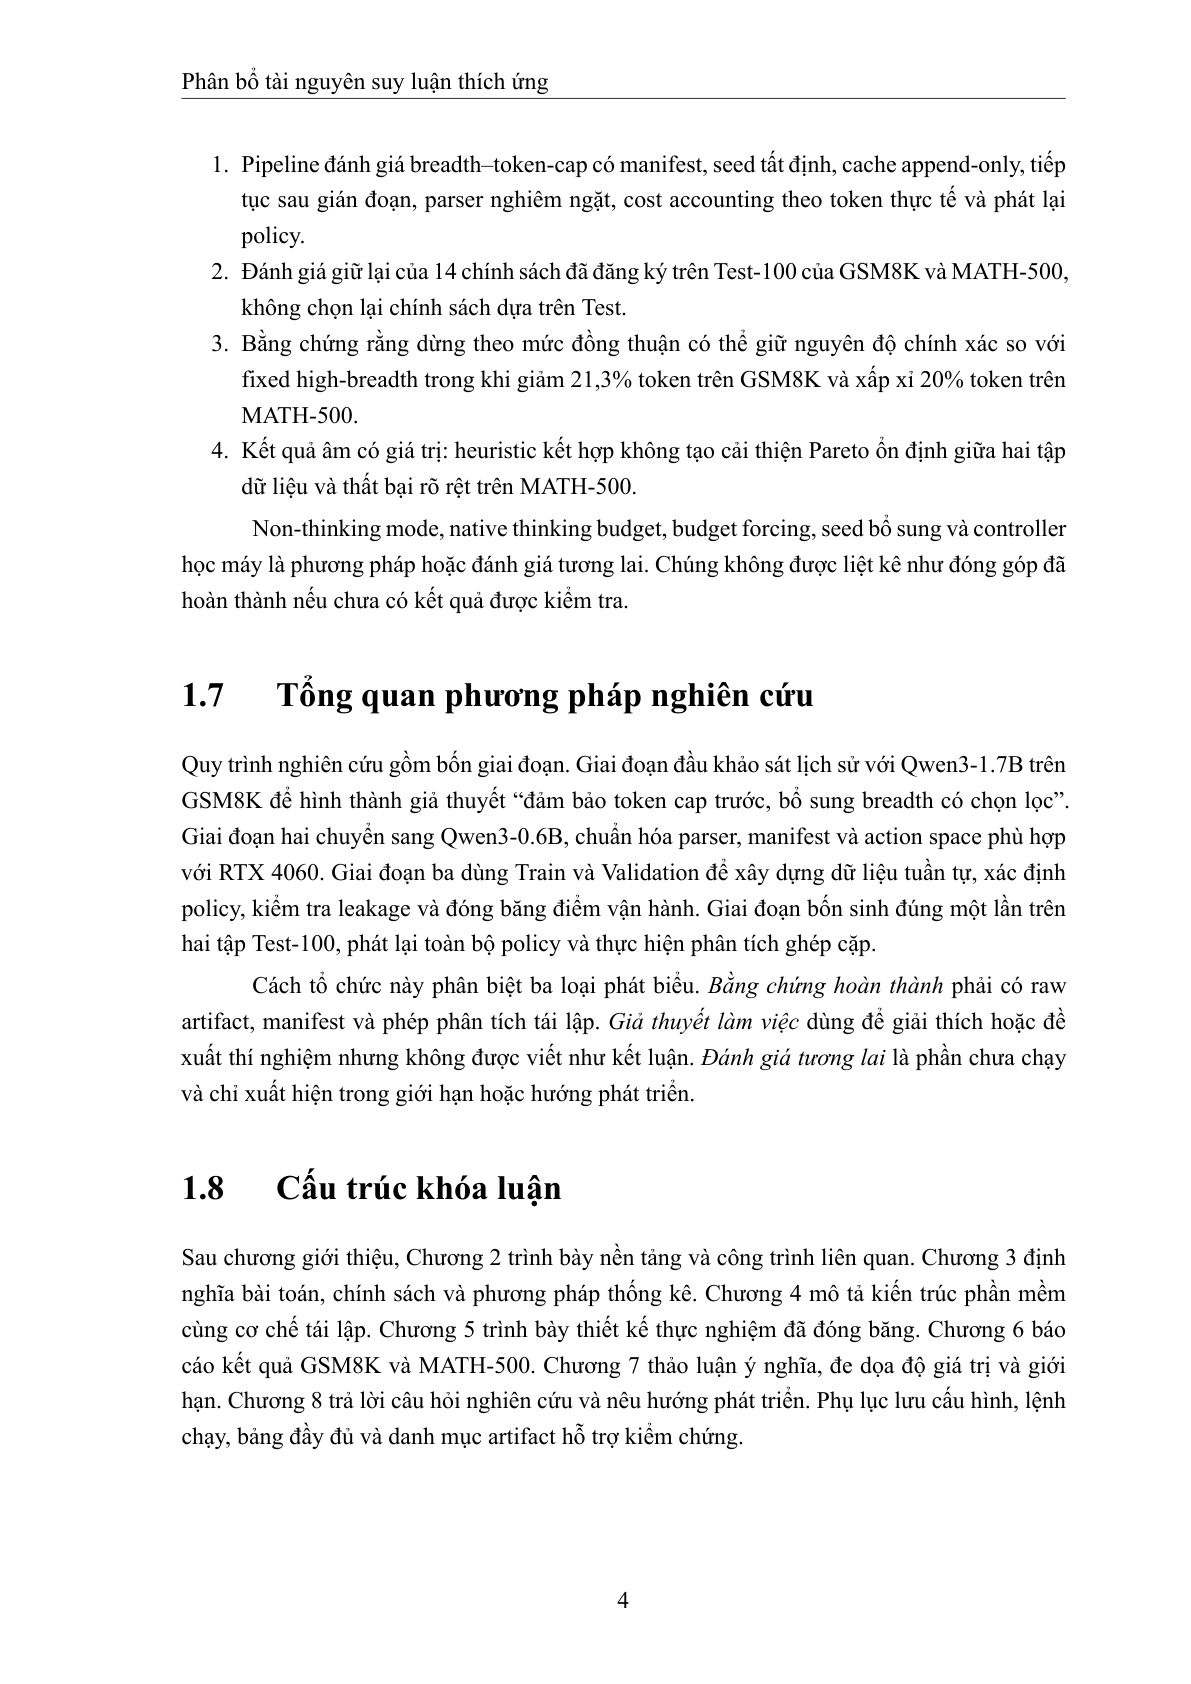 Phân bổ tài nguyên suy luận thích ứng
1. Pipeline đánh giá breadth–token-cap có manifest, seed tất định, cache append-only, tiếp
tục sau gián đoạn, parser nghiêm ngặt, cost accounting theo token thực tế và phát lại
policy.
2. Đánh giá giữ lại của 14 chính sách đã đăng ký trên Test-100 của GSM8K và MATH-500,
không chọn lại chính sách dựa trên Test.
3. Bằng chứng rằng dừng theo mức đồng thuận có thể giữ nguyên độ chính xác so với
fixed high-breadth trong khi giảm 21,3% token trên GSM8K và xấp xỉ 20% token trên
MATH-500.
4. Kết quả âm có giá trị: heuristic kết hợp không tạo cải thiện Pareto ổn định giữa hai tập
dữ liệu và thất bại rõ rệt trên MATH-500.
Non-thinking mode, native thinking budget, budget forcing, seed bổ sung và controller
học máy là phương pháp hoặc đánh giá tương lai. Chúng không được liệt kê như đóng góp đã
hoàn thành nếu chưa có kết quả được kiểm tra.
1.7 Tổng quan phương pháp nghiên cứu
Quy trình nghiên cứu gồm bốn giai đoạn. Giai đoạn đầu khảo sát lịch sử với Qwen3-1.7B trên
GSM8K để hình thành giả thuyết “đảm bảo token cap trước, bổ sung breadth có chọn lọc”.
Giai đoạn hai chuyển sang Qwen3-0.6B, chuẩn hóa parser, manifest và action space phù hợp
với RTX 4060. Giai đoạn ba dùng Train và Validation để xây dựng dữ liệu tuần tự, xác định
policy, kiểm tra leakage và đóng băng điểm vận hành. Giai đoạn bốn sinh đúng một lần trên
hai tập Test-100, phát lại toàn bộ policy và thực hiện phân tích ghép cặp.
Cách tổ chức này phân biệt ba loại phát biểu. Bằng chứng hoàn thành phải có raw
artifact, manifest và phép phân tích tái lập. Giả thuyết làm việc dùng để giải thích hoặc đề
xuất thí nghiệm nhưng không được viết như kết luận. Đánh giá tương lai là phần chưa chạy
và chỉ xuất hiện trong giới hạn hoặc hướng phát triển.
1.8 Cấu trúc khóa luận
Sau chương giới thiệu, Chương 2 trình bày nền tảng và công trình liên quan. Chương 3 định
nghĩa bài toán, chính sách và phương pháp thống kê. Chương 4 mô tả kiến trúc phần mềm
cùng cơ chế tái lập. Chương 5 trình bày thiết kế thực nghiệm đã đóng băng. Chương 6 báo
cáo kết quả GSM8K và MATH-500. Chương 7 thảo luận ý nghĩa, đe dọa độ giá trị và giới
hạn. Chương 8 trả lời câu hỏi nghiên cứu và nêu hướng phát triển. Phụ lục lưu cấu hình, lệnh
chạy, bảng đầy đủ và danh mục artifact hỗ trợ kiểm chứng.
4